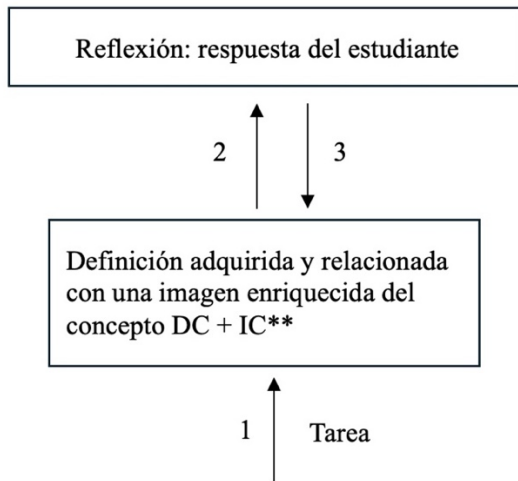 Reflexión: respuesta del estudiante
2
3
Definición adquirida y relacionada
con una imagen enriquecida del
concepto DC + IC**
1
Tarea